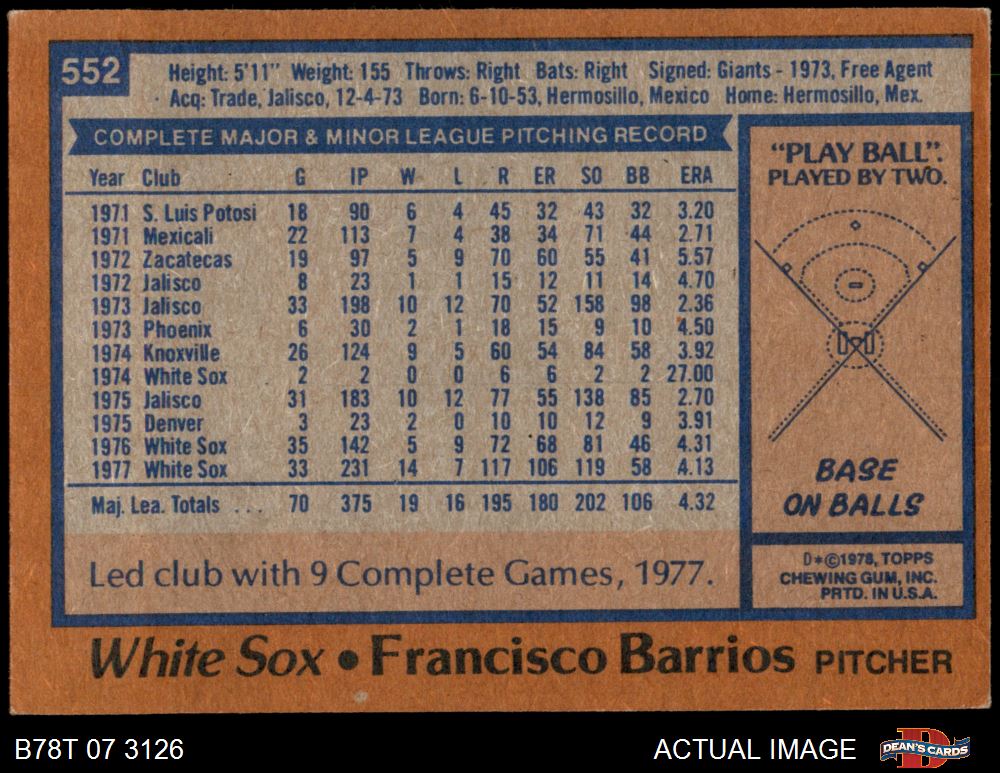 552
Height: 5'11" Weight: 155 Throws: Right Bats: Right Signed: Giants - 1973, Free Agent
Acq: Trade, Jalisco, 12-4-73 Born: 6-10-53, Hermosillo, Mexico Home: Hermosillo, Mex.
COMPLETE MAJOR & MINOR LEAGUE PITCHING RECORD
Year Club G IP W L R ER SO BB ERA
1971 S. Luis Potosi 18 90 6 4 45 32 43 32 3.20
1971 Mexicali 22 113 7 4 38 34 71 44 2.71
1972 Zacatecas 19 97 5 9 70 60 55 41 5.57
1972 Jalisco 8 23 1 1 15 12 11 14 4.70
1973 Jalisco 33 198 10 12 70 52 158 98 2.36
1973 Phoenix 6 30 2 1 18 15 9 10 4.50
1974 Knoxville 26 124 9 5 60 54 84 58 3.92
1974 White Sox 2 2 0 0 6 6 2 2 27.00
1975 Jalisco 31 183 10 12 77 55 138 85 2.70
1975 Denver 3 23 2 0 10 10 12 9 3.91
1976 White Sox 35 142 5 9 72 68 81 46 4.31
1977 White Sox 33 231 14 7 117 106 119 58 4.13
Maj. Lea. Totals ... 70 375 19 16 195 180 202 106 4.32
Led club with 9 Complete Games, 1977.
"PLAY BALL".
PLAYED BY TWO.
BASE
ON BALLS
D*©1978, TOPPS
CHEWING GUM, INC.
PRTD. IN U.S.A.
White Sox • Francisco Barrios PITCHER
B78T 07 3126
ACTUAL IMAGE
DEAN'S CARDS